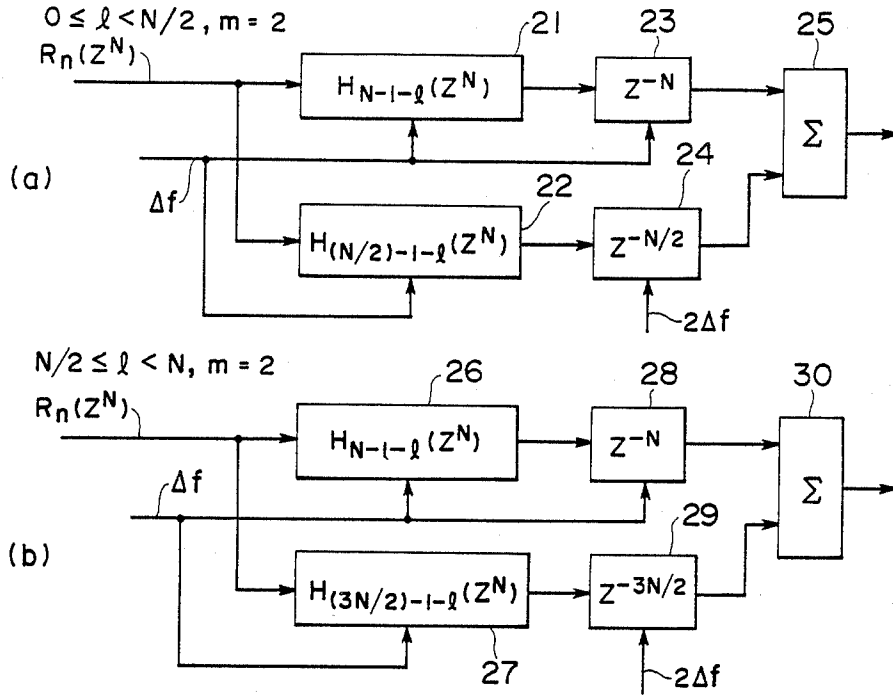 0 ≤ ℓ < N/2, m = 2
Rn(Z^N)
21
23
25
H_{N-1-ℓ}(Z^N)
Z^{-N}
Σ
(a)
Δf
22
24
H_{(N/2)-1-ℓ}(Z^N)
Z^{-N/2}
2Δf
N/2 ≤ ℓ < N, m = 2
Rn(Z^N)
26
28
30
H_{N-1-ℓ}(Z^N)
Z^{-N}
Σ
Δf
(b)
29
H_{(3N/2)-1-ℓ}(Z^N)
Z^{-3N/2}
27
2Δf